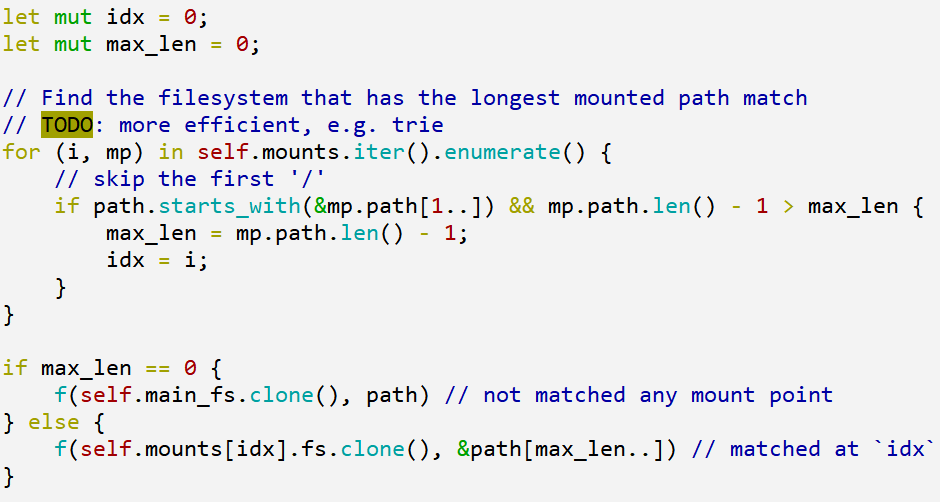 let mut idx = 0;
let mut max_len = 0;

// Find the filesystem that has the longest mounted path match
// TODO: more efficient, e.g. trie
for (i, mp) in self.mounts.iter().enumerate() {
    // skip the first '/'
    if path.starts_with(&mp.path[1..]) && mp.path.len() - 1 > max_len {
        max_len = mp.path.len() - 1;
        idx = i;
    }
}

if max_len == 0 {
    f(self.main_fs.clone(), path) // not matched any mount point
} else {
    f(self.mounts[idx].fs.clone(), &path[max_len..]) // matched at `idx`
}